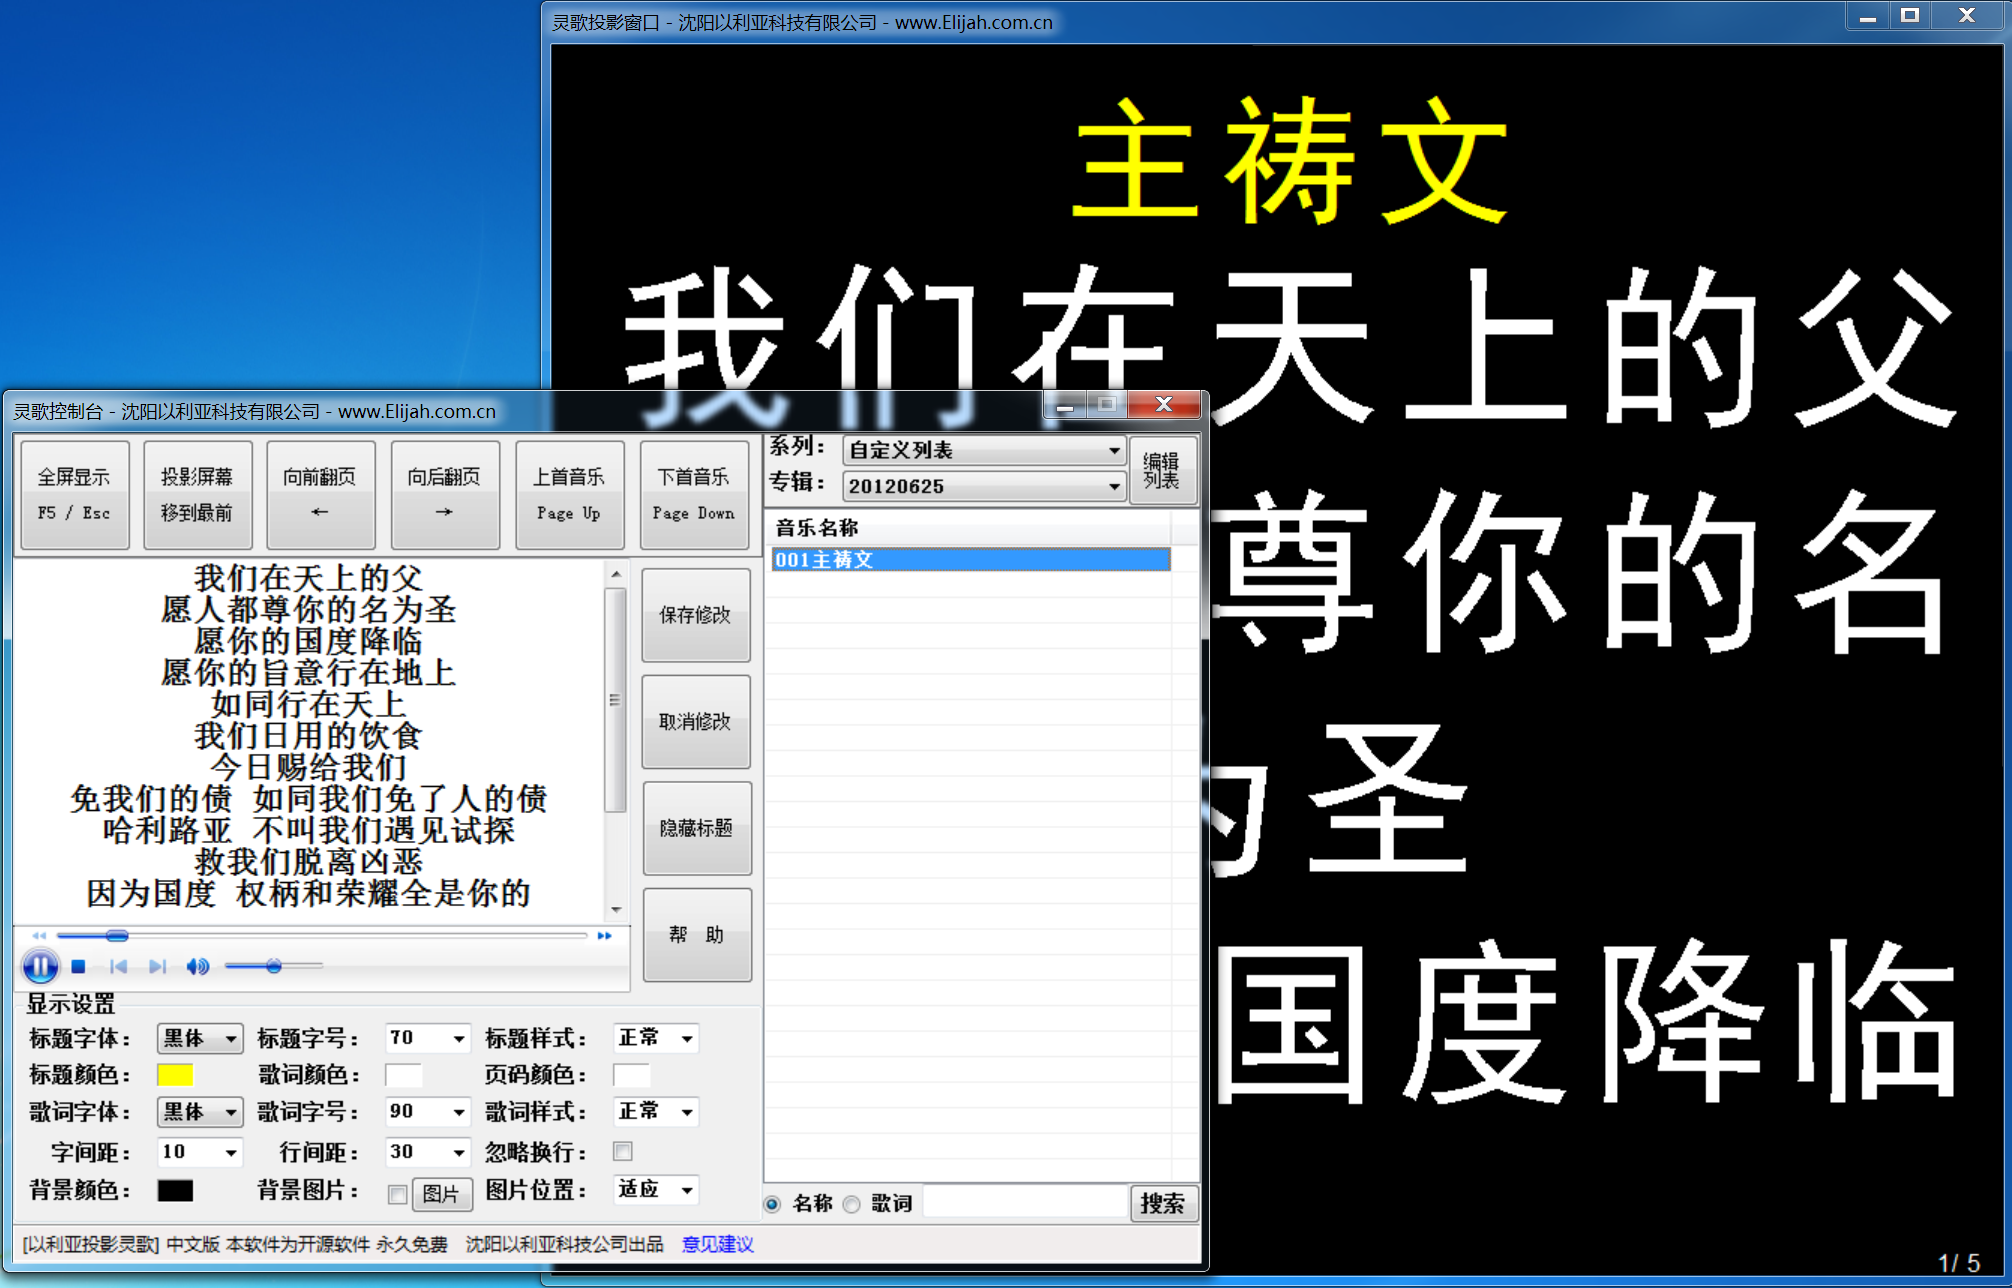 灵歌投影窗口 - 沈阳以利亚科技有限公司 - www.Elijah.com.cn
主祷文
我们在天上的父
尊你的名
为圣
国度降临
1/ 5
灵歌控制台 - 沈阳以利亚科技有限公司 - www.Elijah.com.cn
全屏显示 F5 / Esc
投影屏幕 移到最前
向前翻页 ←
向后翻页 →
上首音乐 Page Up
下首音乐 Page Down
系列： 自定义列表
专辑： 20120625
编辑列表
音乐名称
001主祷文
我们在天上的父
愿人都尊你的名为圣
愿你的国度降临
愿你的旨意行在地上
如同行在天上
我们日用的饮食
今日赐给我们
免我们的债 如同我们免了人的债
哈利路亚 不叫我们遇见试探
救我们脱离凶恶
因为国度 权柄和荣耀全是你的
保存修改
取消修改
隐藏标题
帮 助
显示设置
标题字体： 黑体 标题字号： 70 标题样式： 正常
标题颜色： 歌词颜色： 页码颜色：
歌词字体： 黑体 歌词字号： 90 歌词样式： 正常
字间距： 10 行间距： 30 忽略换行：
背景颜色： 背景图片： 图片 图片位置： 适应
名称 歌词 搜索
[以利亚投影灵歌] 中文版 本软件为开源软件 永久免费 沈阳以利亚科技公司出品 意见建议